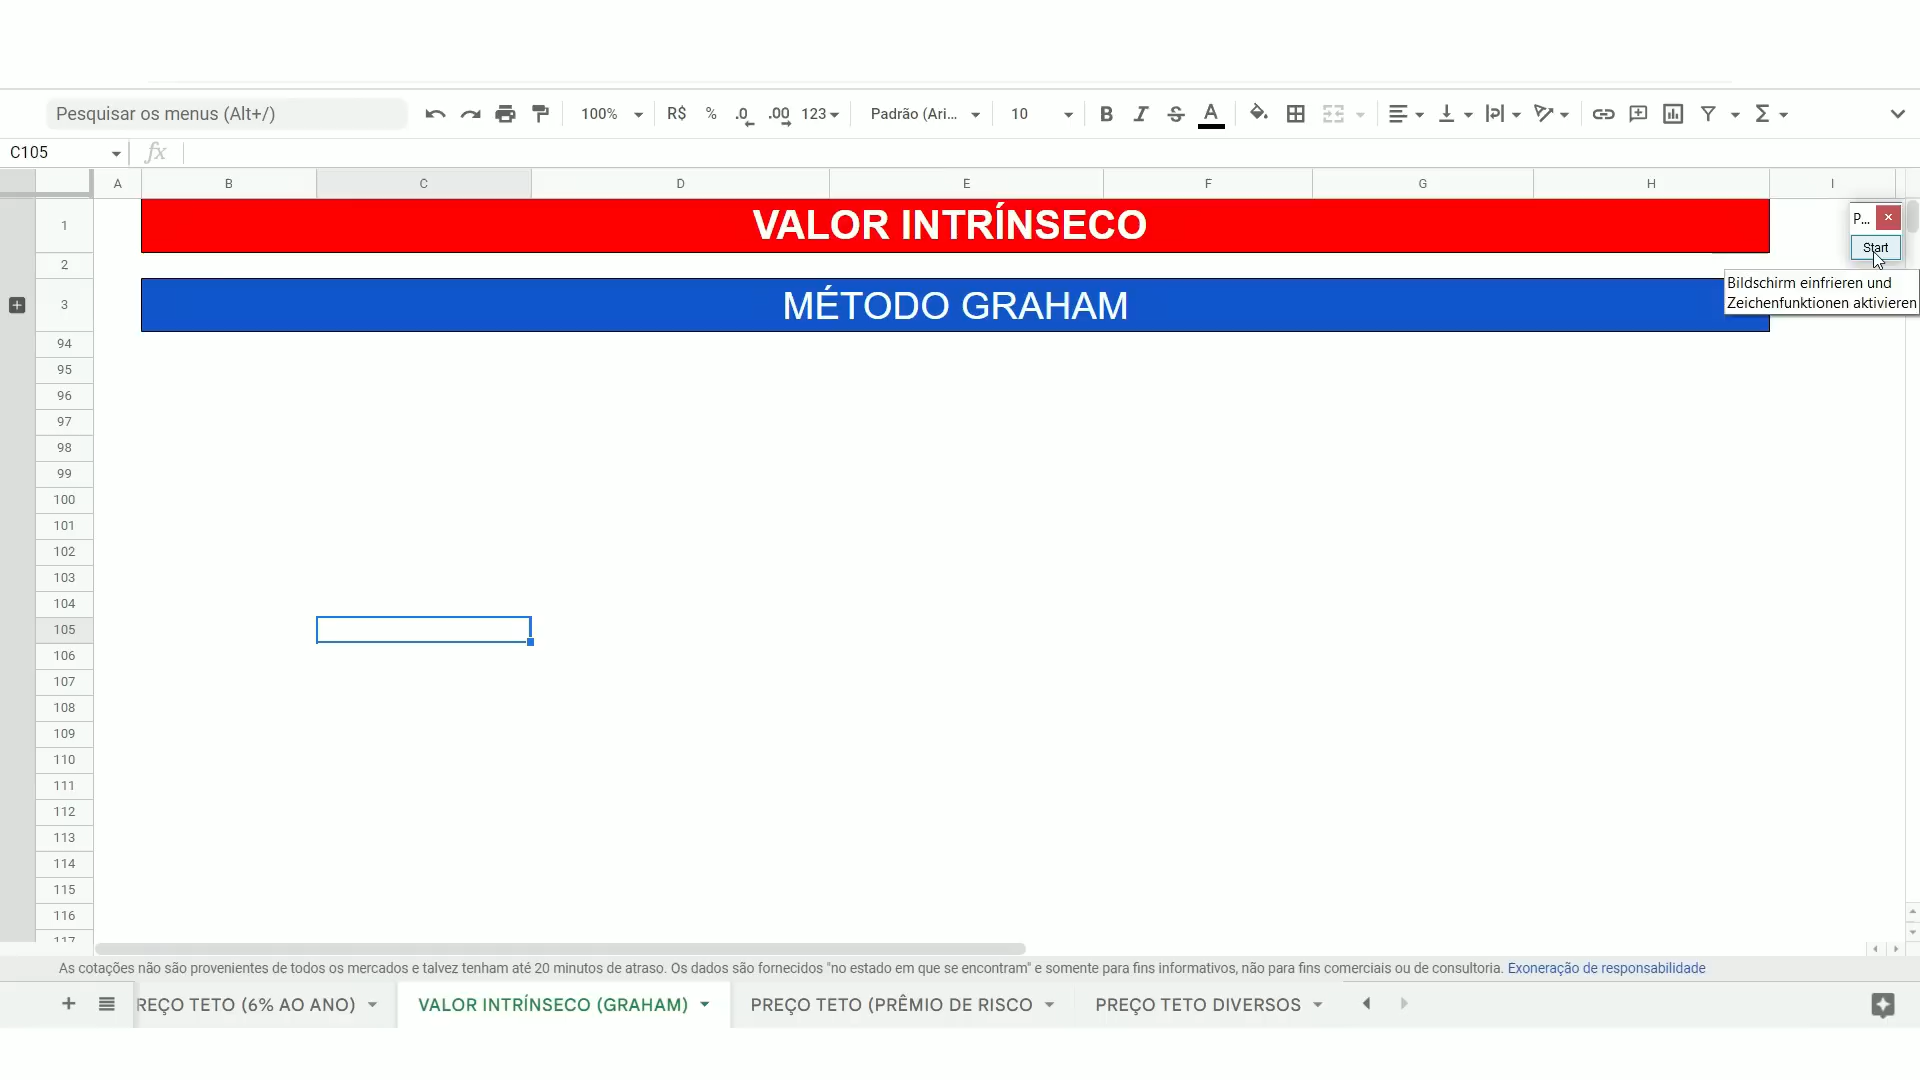 Pesquisar os menus (Alt+/)
100%
R$
%
.0
.00
123
Padrão (Ari...
10
B
I
S
A
Σ
C105
fx
A
B
C
D
E
F
G
H
I
1
VALOR INTRÍNSECO
P...
Start
2
Bildschirm einfrieren und
Zeichenfunktionen aktivieren
3
MÉTODO GRAHAM
94
95
96
97
98
99
100
101
102
103
104
105
106
107
108
109
110
111
112
113
114
115
116
117
As cotações não são provenientes de todos os mercados e talvez tenham até 20 minutos de atraso. Os dados são fornecidos "no estado em que se encontram" e somente para fins informativos, não para fins comerciais ou de consultoria. Exoneração de responsabilidade
REÇO TETO (6% AO ANO)
VALOR INTRÍNSECO (GRAHAM)
PREÇO TETO (PRÊMIO DE RISCO
PREÇO TETO DIVERSOS